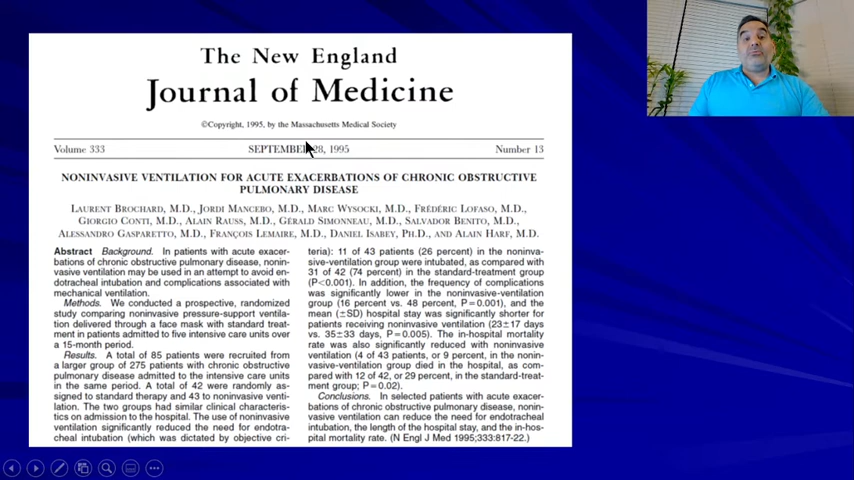 The New England
Journal of Medicine
©Copyright, 1995, by the Massachusetts Medical Society
Volume 333
SEPTEMBER 28, 1995
Number 13
NONINVASIVE VENTILATION FOR ACUTE EXACERBATIONS OF CHRONIC OBSTRUCTIVE
PULMONARY DISEASE
LAURENT BROCHARD, M.D., JORDI MANCEBO, M.D., MARC WYSOCKI, M.D., FRÉDÉRIC LOFASO, M.D.,
GIORGIO CONTI, M.D., ALAIN RAUSS, M.D., GÉRALD SIMONNEAU, M.D., SALVADOR BENITO, M.D.,
ALESSANDRO GASPARETTO, M.D., FRANÇOIS LEMAIRE, M.D., DANIEL ISABEY, PH.D., AND ALAIN HARF, M.D.
Abstract Background. In patients with acute exacer-
bations of chronic obstructive pulmonary disease, nonin-
vasive ventilation may be used in an attempt to avoid en-
dotracheal intubation and complications associated with
mechanical ventilation.
Methods. We conducted a prospective, randomized
study comparing noninvasive pressure-support ventila-
tion delivered through a face mask with standard treat-
ment in patients admitted to five intensive care units over
a 15-month period.
Results. A total of 85 patients were recruited from
a larger group of 275 patients with chronic obstructive
pulmonary disease admitted to the intensive care units
in the same period. A total of 42 were randomly as-
signed to standard therapy and 43 to noninvasive venti-
lation. The two groups had similar clinical characteris-
tics on admission to the hospital. The use of noninvasive
ventilation significantly reduced the need for endotra-
cheal intubation (which was dictated by objective cri-
teria): 11 of 43 patients (26 percent) in the noninva-
sive-ventilation group were intubated, as compared with
31 of 42 (74 percent) in the standard-treatment group
(P<0.001). In addition, the frequency of complications
was significantly lower in the noninvasive-ventilation
group (16 percent vs. 48 percent, P=0.001), and the
mean (±SD) hospital stay was significantly shorter for
patients receiving noninvasive ventilation (23±17 days
vs. 35±33 days, P=0.005). The in-hospital mortality
rate was also significantly reduced with noninvasive
ventilation (4 of 43 patients, or 9 percent, in the nonin-
vasive-ventilation group died in the hospital, as com-
pared with 12 of 42, or 29 percent, in the standard-treat-
ment group; P=0.02).
Conclusions. In selected patients with acute exacer-
bations of chronic obstructive pulmonary disease, nonin-
vasive ventilation can reduce the need for endotracheal
intubation, the length of the hospital stay, and the in-hos-
pital mortality rate. (N Engl J Med 1995;333:817-22.)